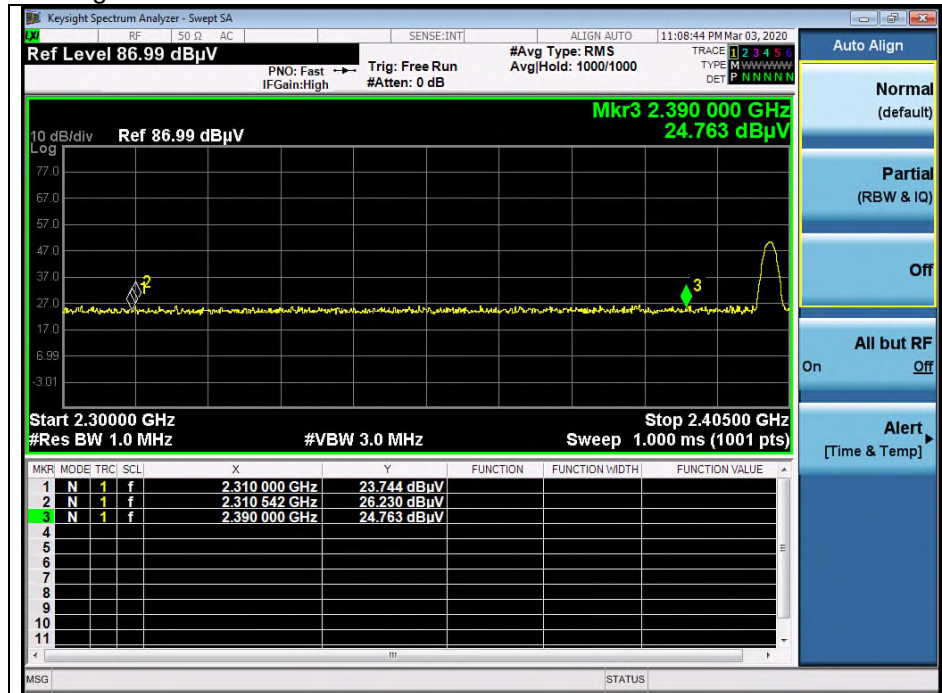 Keysight Spectrum Analyzer - Swept SA
LXI RF 50 Ω AC SENSE:INT ALIGN AUTO 11:08:44 PM Mar 03, 2020
Ref Level 86.99 dBµV
PNO: Fast
IFGain:High
Trig: Free Run
#Atten: 0 dB
#Avg Type: RMS
Avg|Hold: 1000/1000
TRACE 1 2 3 4 5 6
TYPE M WWWWW
DET P N N N N N
Mkr3 2.390 000 GHz
24.763 dBµV
10 dB/div Ref 86.99 dBµV
Log
77.0
67.0
57.0
47.0
37.0
27.0
17.0
6.99
-3.01
1
2
3
Start 2.30000 GHz Stop 2.40500 GHz
#Res BW 1.0 MHz #VBW 3.0 MHz Sweep 1.000 ms (1001 pts)
MKR MODE TRC SCL X Y FUNCTION FUNCTION WIDTH FUNCTION VALUE
1 N 1 f 2.310 000 GHz 23.744 dBµV
2 N 1 f 2.310 542 GHz 26.230 dBµV
3 N 1 f 2.390 000 GHz 24.763 dBµV
4
5
6
7
8
9
10
11
MSG STATUS
Auto Align
Normal
(default)
Partial
(RBW & IQ)
Off
All but RF
On Off
Alert
[Time & Temp]